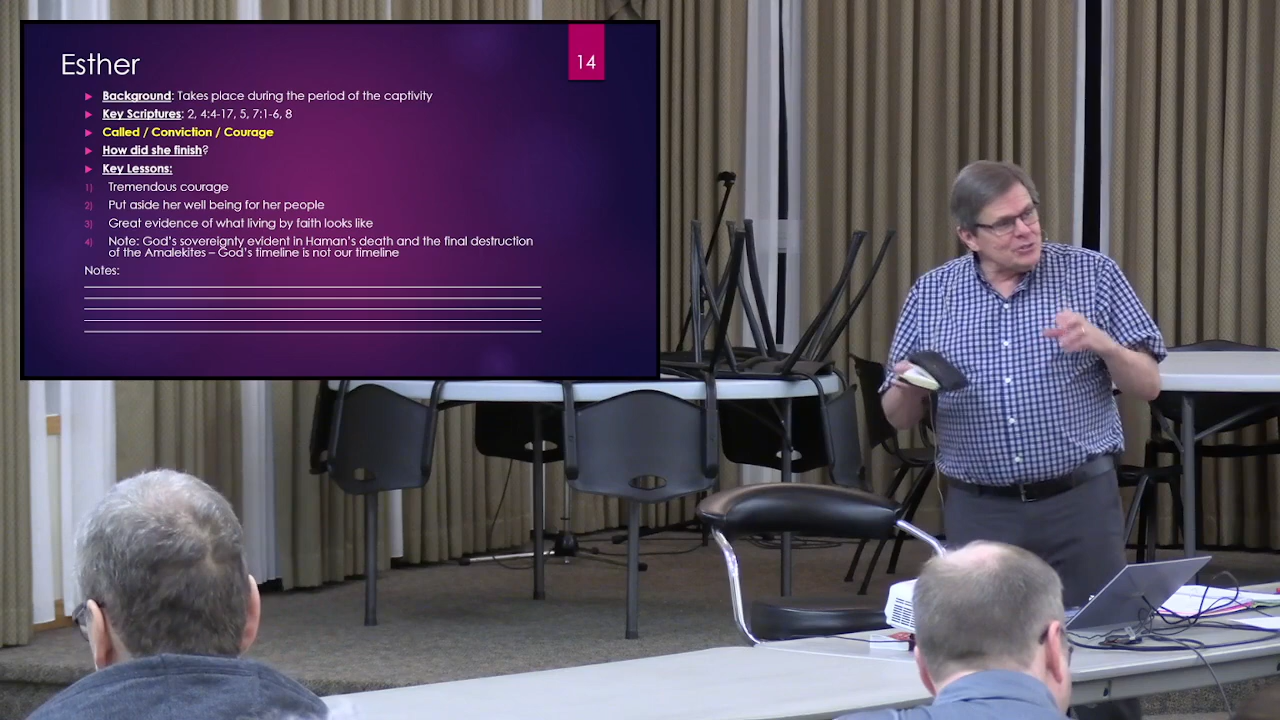 Esther
14
Background: Takes place during the period of the captivity
Key Scriptures: 2, 4:4-17, 5, 7:1-6, 8
Called / Conviction / Courage
How did she finish?
Key Lessons:
1) Tremendous courage
2) Put aside her well being for her people
3) Great evidence of what living by faith looks like
4) Note: God's sovereignty evident in Haman's death and the final destruction
of the Amalekites – God's timeline is not our timeline
Notes: